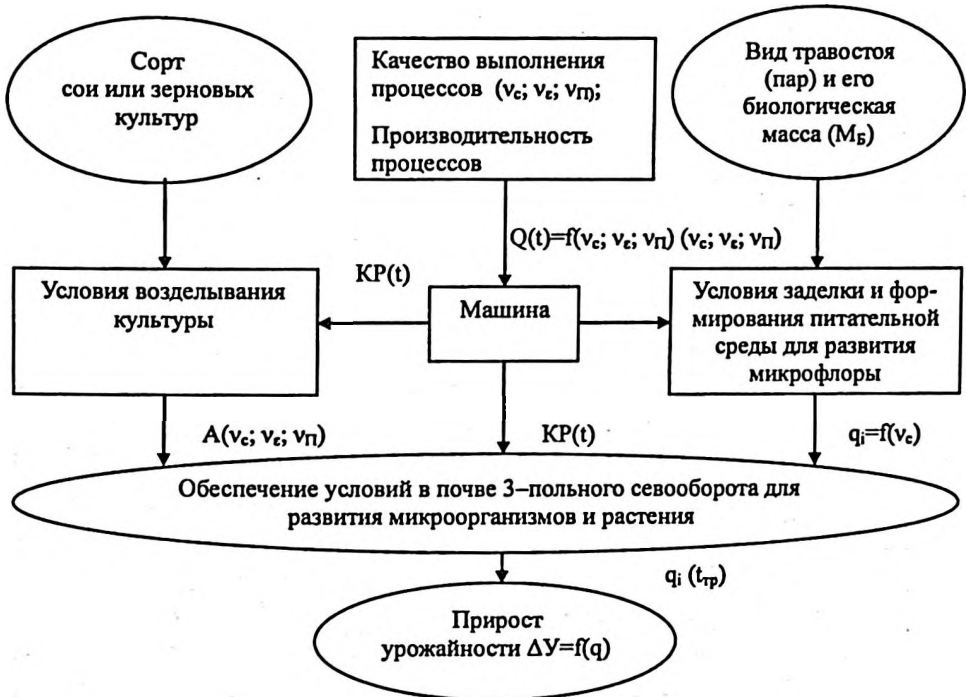 Сорт
сои или зерновых
культур
Качество выполнения
процессов (νс; νε; νП);
Производительность
процессов
Вид травостоя
(пар) и его
биологическая
масса (МБ)
Q(t)=f(νс; νε; νП) (νс; νε; νП)
КР(t)
Условия возделывания
культуры
Машина
Условия заделки и фор-
мирования питательной
среды для развития
микрофлоры
А(νс; νε; νП)
КР(t)
qi=f(νс)
Обеспечение условий в почве 3–польного севооборота для
развития микроорганизмов и растения
qi (tтр)
Прирост
урожайности ΔУ=f(q)